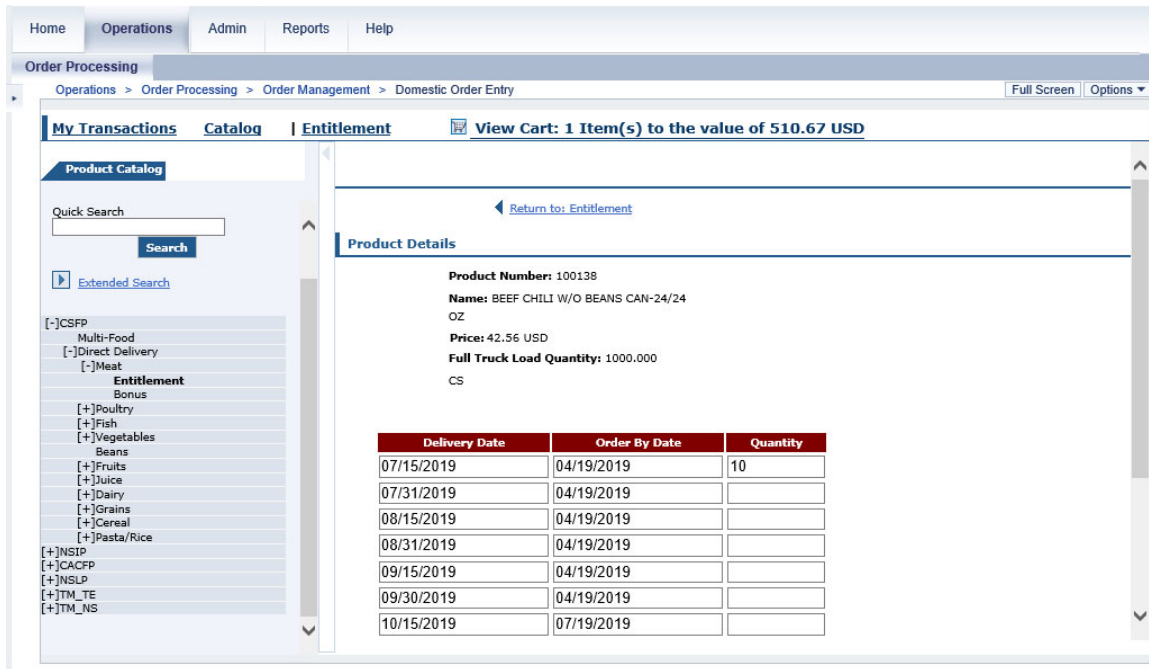 Home Operations Admin Reports Help
Order Processing
Operations > Order Processing > Order Management > Domestic Order Entry
Full Screen Options
My Transactions Catalog | Entitlement View Cart: 1 Item(s) to the value of 510.67 USD
Product Catalog
Quick Search
Search
Extended Search
[-]CSFP
Multi-Food
[-]Direct Delivery
[-]Meat
Entitlement
Bonus
[+]Poultry
[+]Fish
[+]Vegetables
Beans
[+]Fruits
[+]Juice
[+]Dairy
[+]Grains
[+]Cereal
[+]Pasta/Rice
[+]NSIP
[+]CACFP
[+]NSLP
[+]TM_TE
[+]TM_NS
Return to: Entitlement
Product Details
Product Number: 100138
Name: BEEF CHILI W/O BEANS CAN-24/24
OZ
Price: 42.56 USD
Full Truck Load Quantity: 1000.000
CS
Delivery Date Order By Date Quantity
07/15/2019 04/19/2019 10
07/31/2019 04/19/2019
08/15/2019 04/19/2019
08/31/2019 04/19/2019
09/15/2019 04/19/2019
09/30/2019 04/19/2019
10/15/2019 07/19/2019